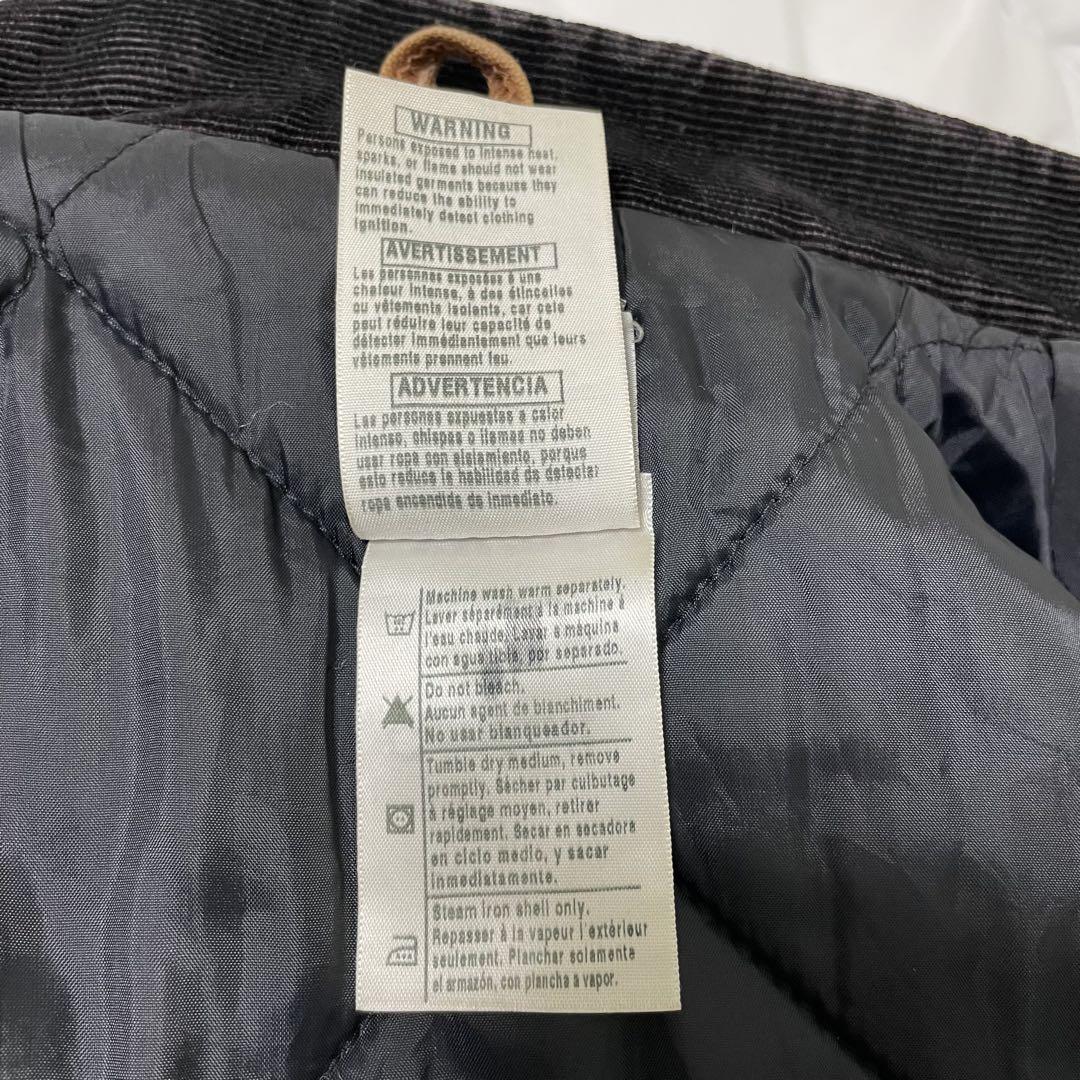 WARNING
Persons exposed to intense heat,
sparks, or flame should not wear
insulated garments because they
can reduce the ability to
immediately detect clothing
ignition.
AVERTISSEMENT
Les personnes exposées à une
chaleur intense, à des étincelles
ou vêtements isolants, car cela
peut réduire leur capacité de
détecter immédiantement que leurs
vêtements prennent feu.
ADVERTENCIA
Las personas expuestas a calor
intenso, chispas o llamas no deben
usar ropa con aislamiento, porque
esto reduce la habilidad de detectar
ropa encendida de inmediato.
Machine wash warm separately.
Laver séparément à la machine à
l'eau chaude. Lavar a máquina
con agua tibia, por separado.
Do not bleach.
Aucun agent de blanchiment.
No usar blanqueador.
Tumble dry medium, remove
promptly. Sécher par culbutage
à réglage moyen, retirer
rapidement. Secar en secadora
en ciclo medio, y sacar
inmediatamente.
Steam iron shell only.
Repasser à la vapeur l'extérieur
seulement. Planchar solamente
el armazón, con plancha a vapor.